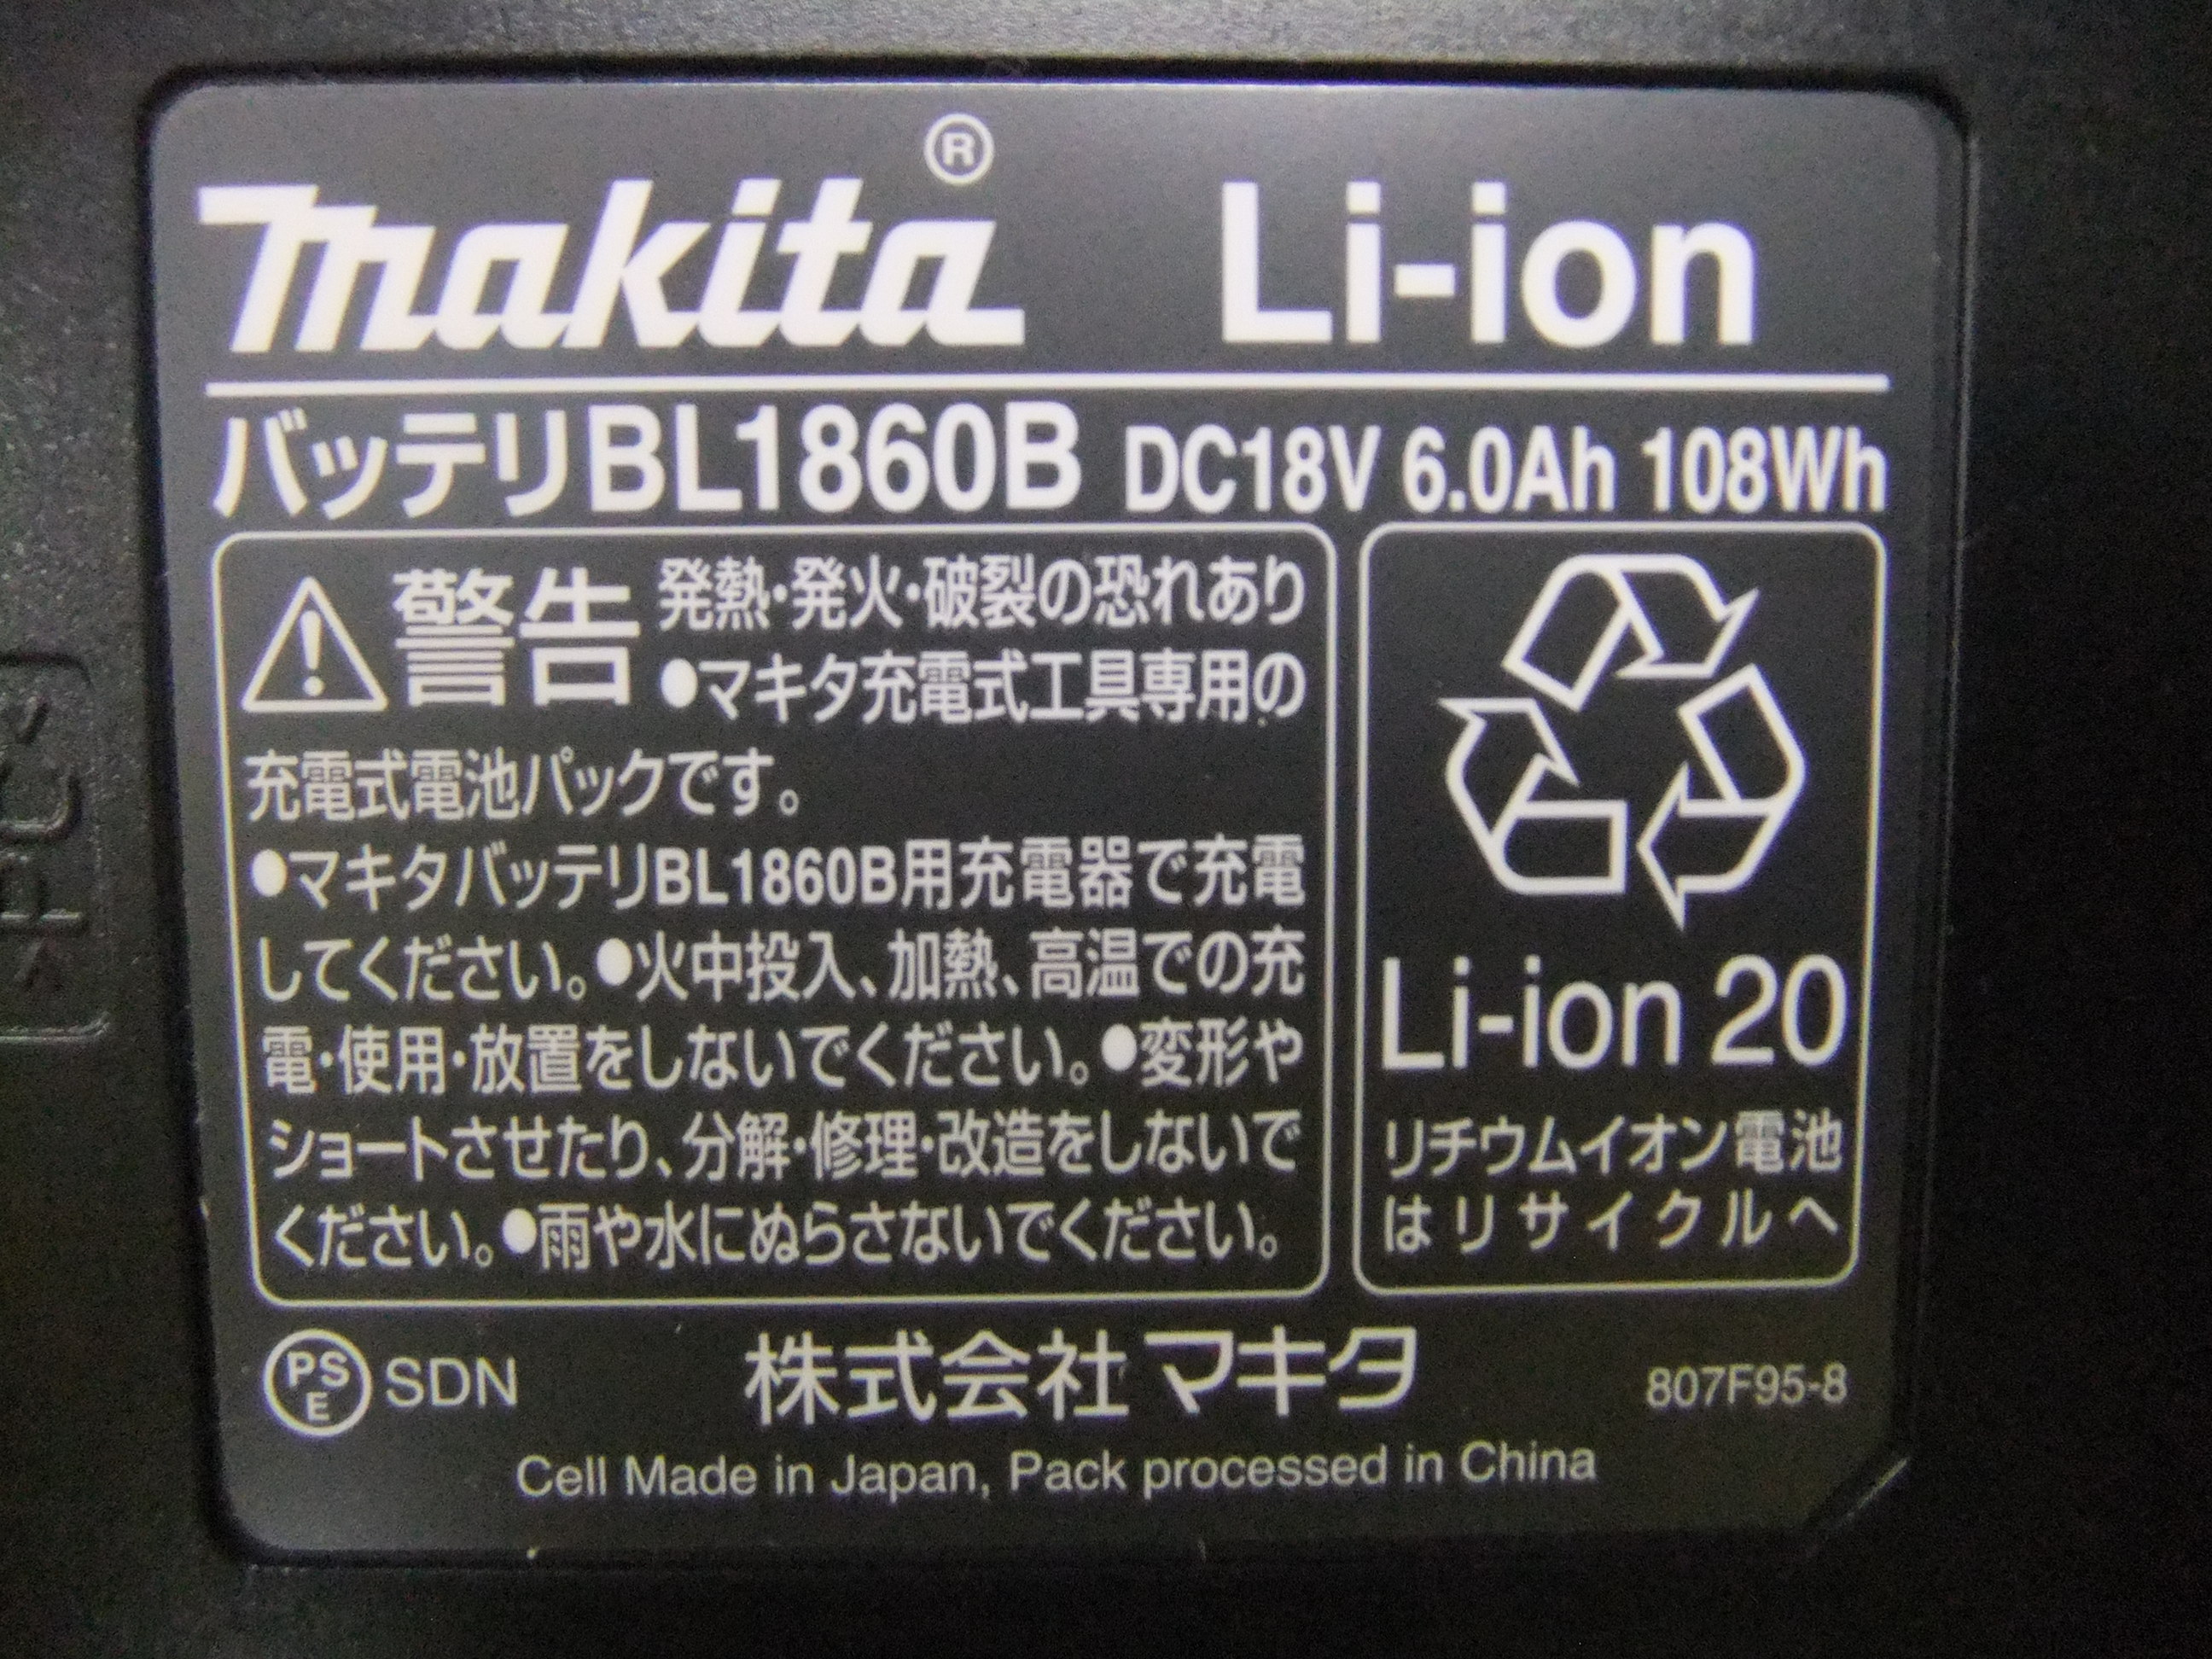 makita® Li-ion
バッテリBL1860B DC18V 6.0Ah 108Wh
警告 発熱・発火・破裂の恐れあり
●マキタ充電式工具専用の
充電式電池パックです。
●マキタバッテリBL1860B用充電器で充電
してください。●火中投入、加熱、高温での充
電・使用・放置をしないでください。●変形や
ショートさせたり、分解・修理・改造をしないで
ください。●雨や水にぬらさないでください。
Li-ion 20
リチウムイオン電池
はリサイクルへ
PSE SDN 株式会社マキタ 807F95-8
Cell Made in Japan, Pack processed in China